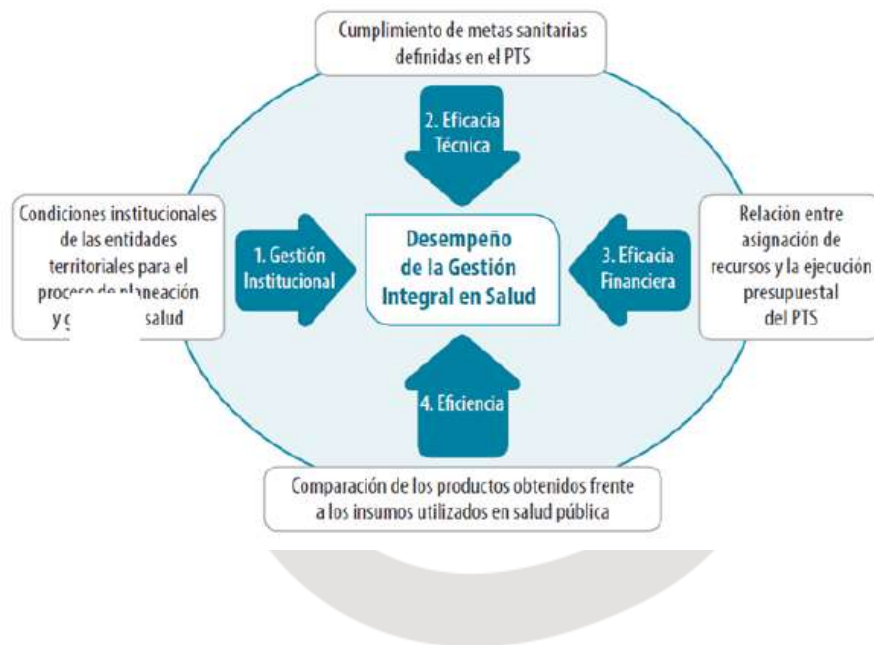 Cumplimiento de metas sanitarias
definidas en el PTS
2. Eficacia
Técnica
Condiciones institucionales
de las entidades
territoriales para el
proceso de planeación
y salud
1. Gestión
Institucional
Desempeño
de la Gestión
Integral en Salud
3. Eficacia
Financiera
Relación entre
asignación de
recursos y la ejecución
presupuestal
del PTS
4. Eficiencia
Comparación de los productos obtenidos frente
a los insumos utilizados en salud pública